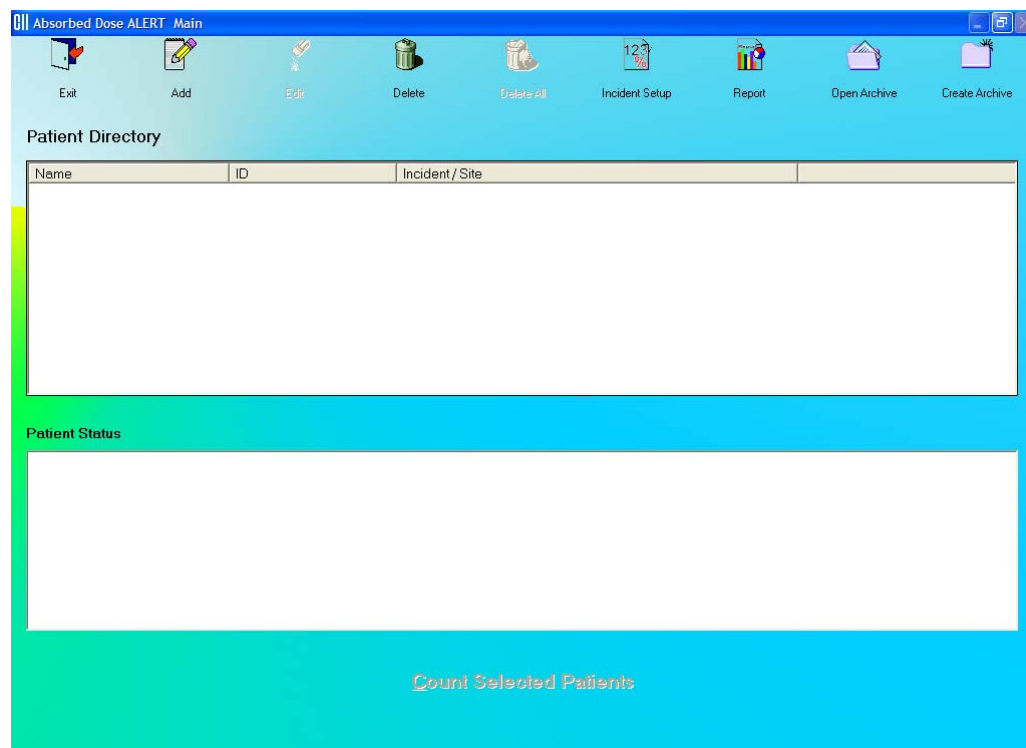 Absorbed Dose ALERT Main
Exit Add Edit Delete Delete All Incident Setup Report Open Archive Create Archive
Patient Directory
Name ID Incident / Site
Patient Status
Count Selected Patients